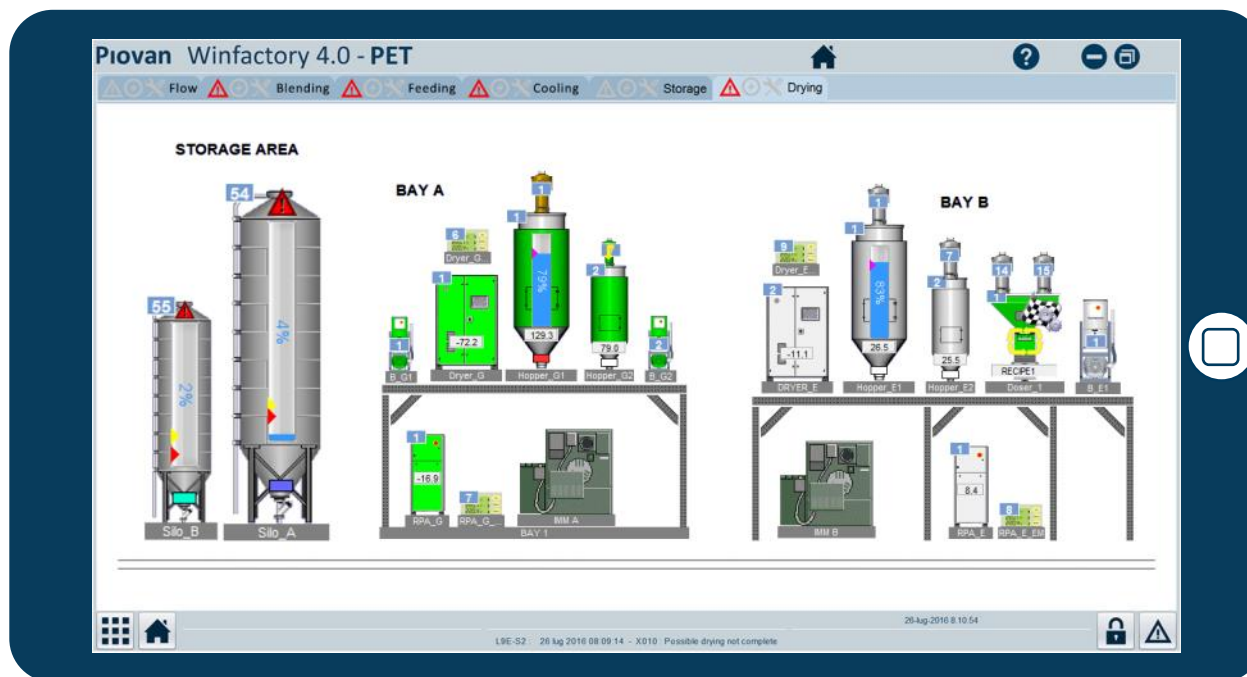 Piovan Winfactory 4.0 - PET
?
Flow Blending Feeding Cooling Storage Drying
STORAGE AREA
BAY A
BAY B
54
55
4%
2%
Silo_B
Silo_A
6
Dryer_G...
1
-72.2
Dryer_G
1
B_G1
1
1
79%
129.3
Hopper_G1
2
79.0
Hopper_G2
2
B_G2
1
-16.9
RPA_G
7
RPA_G_...
IMM A
BAY 1
9
Dryer_E...
2
-11.1
DRYER_E
1
1
83%
26.5
Hopper_E1
7
2
25.5
Hopper_E2
14
15
1
RECIPE1
Doser_1
1
B_E1
IMM B
1
8.4
RPA_E
8
RPA_E_EM
26-lug-2016 8.10.54
L9E-S2 : 26 lug 2016 08:09:14 - X010 Possible drying not complete